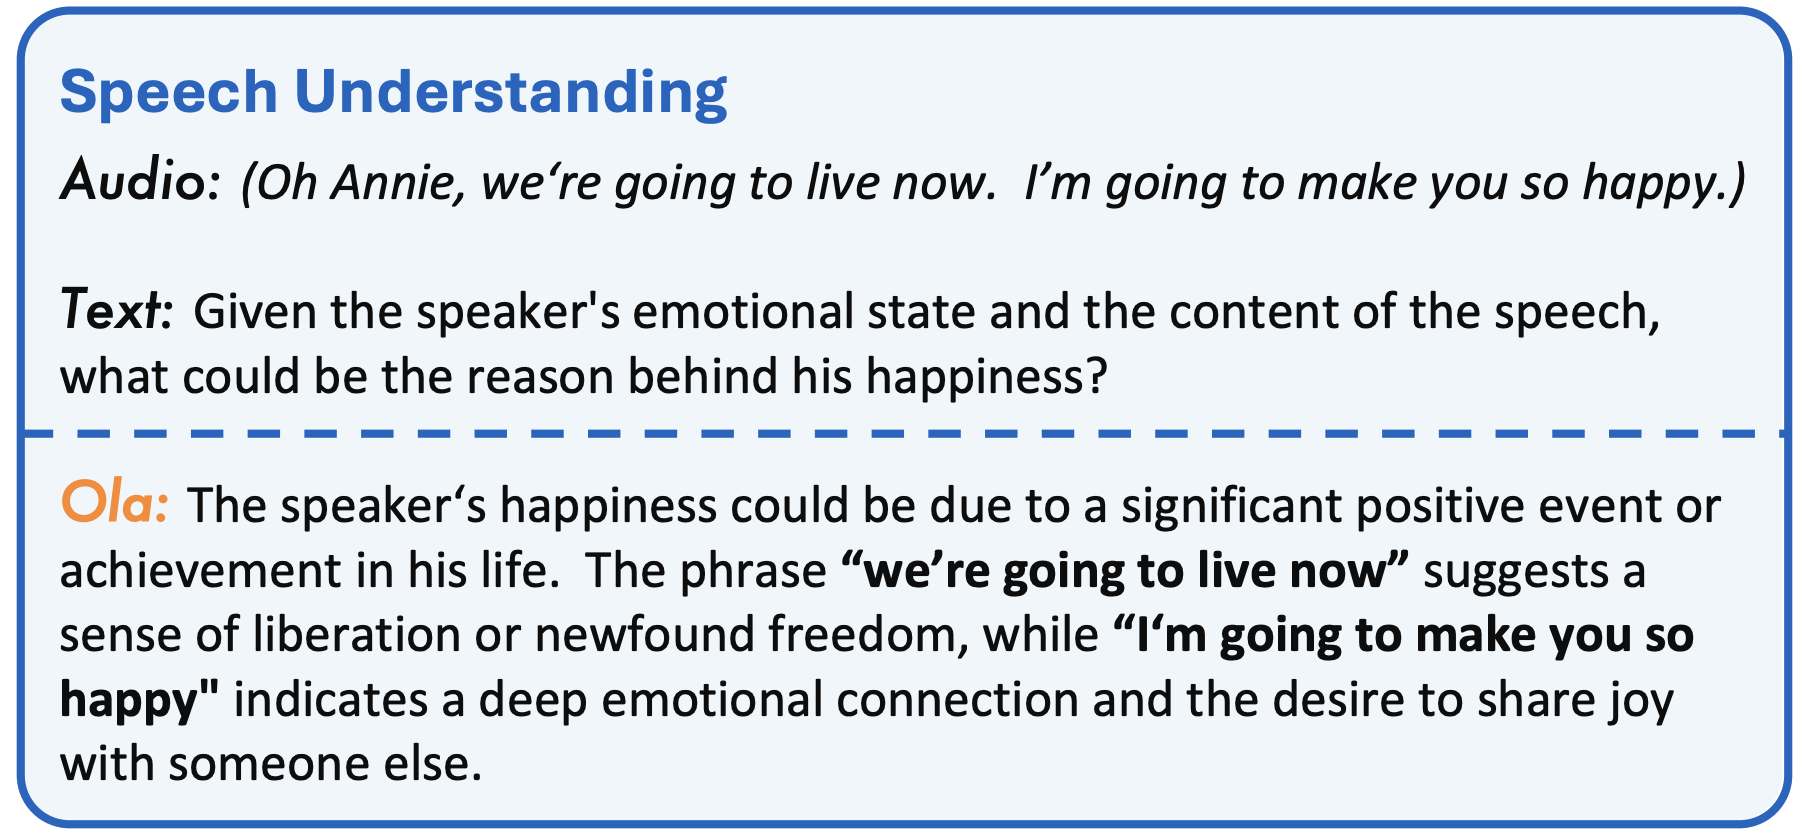 Speech Understanding
Audio: (Oh Annie, we‘re going to live now.  I’m going to make you so happy.)
Text: Given the speaker's emotional state and the content of the speech,
what could be the reason behind his happiness?
Ola: The speaker‘s happiness could be due to a significant positive event or
achievement in his life.  The phrase “we’re going to live now” suggests a
sense of liberation or newfound freedom, while “I‘m going to make you so
happy" indicates a deep emotional connection and the desire to share joy
with someone else.